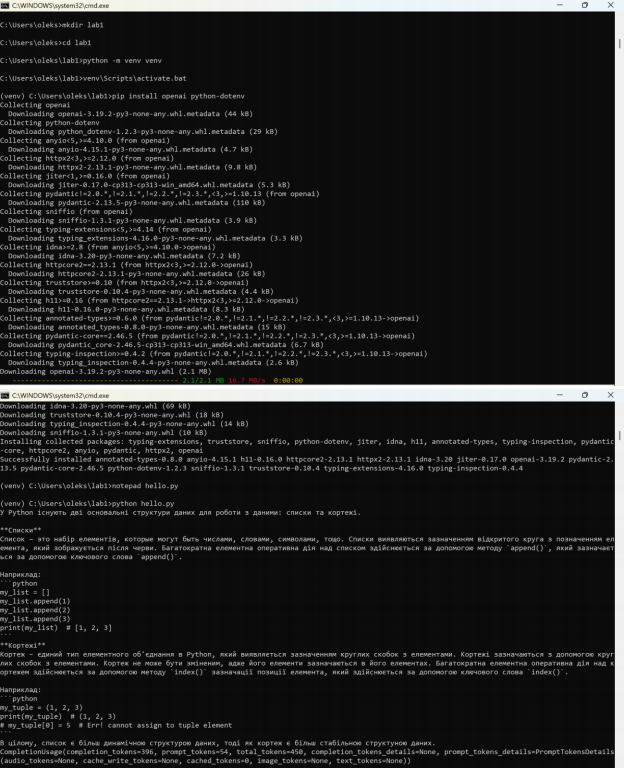 C:\WINDOWS\system32\cmd.exe
C:\Users\oleks>mkdir lab1
C:\Users\oleks>cd lab1
C:\Users\oleks\lab1>python -m venv venv
C:\Users\oleks\lab1>venv\Scripts\activate.bat
(venv) C:\Users\oleks\lab1>pip install openai python-dotenv
Collecting openai
Downloading openai-3.19.2-py3-none-any.whl.metadata (44 kB)
Collecting python-dotenv
Downloading python_dotenv-1.2.3-py3-none-any.whl.metadata (29 kB)
Collecting anyio<5,>=4.10.0 (from openai)
Downloading anyio-4.15.1-py3-none-any.whl.metadata (4.7 kB)
Collecting httpx2<3,>=2.12.0 (from openai)
Downloading httpx2-2.13.1-py3-none-any.whl.metadata (9.8 kB)
Collecting jiter<1,>=0.16.0 (from openai)
Downloading jiter-0.17.0-cp313-cp313-win_amd64.whl.metadata (5.3 kB)
Collecting pydantic!=2.0.*,!=2.1.*,!=2.2.*,!=2.3.*,<3,>=1.10.13 (from openai)
Downloading pydantic-2.13.5-py3-none-any.whl.metadata (110 kB)
Collecting sniffio (from openai)
Downloading sniffio-1.3.1-py3-none-any.whl.metadata (3.9 kB)
Collecting typing-extensions<5,>=4.14 (from openai)
Downloading typing_extensions-4.16.0-py3-none-any.whl.metadata (3.3 kB)
Collecting idna>=2.8 (from anyio<5,>=4.10.0->openai)
Downloading idna-3.20-py3-none-any.whl.metadata (7.2 kB)
Collecting httpcore2==2.13.1 (from httpx2<3,>=2.12.0->openai)
Downloading httpcore2-2.13.1-py3-none-any.whl.metadata (26 kB)
Collecting truststore>=0.10 (from httpx2<3,>=2.12.0->openai)
Downloading truststore-0.10.4-py3-none-any.whl.metadata (4.4 kB)
Collecting h11>=0.16 (from httpcore2==2.13.1->httpx2<3,>=2.12.0->openai)
Downloading h11-0.16.0-py3-none-any.whl.metadata (8.3 kB)
Collecting annotated-types>=0.6.0 (from pydantic!=2.0.*,!=2.1.*,!=2.2.*,!=2.3.*,<3,>=1.10.13->openai)
Downloading annotated_types-0.8.0-py3-none-any.whl.metadata (15 kB)
Collecting pydantic-core==2.46.5 (from pydantic!=2.0.*,!=2.1.*,!=2.2.*,!=2.3.*,<3,>=1.10.13->openai)
Downloading pydantic_core-2.46.5-cp313-cp313-win_amd64.whl.metadata (6.7 kB)
Collecting typing-inspection>=0.4.2 (from pydantic!=2.0.*,!=2.1.*,!=2.2.*,!=2.3.*,<3,>=1.10.13->openai)
Downloading typing_inspection-0.4.4-py3-none-any.whl.metadata (2.6 kB)
Downloading openai-3.19.2-py3-none-any.whl (2.1 MB)
---------------------------------------- 2.1/2.1 MB 16.7 MB/s  0:00:00
C:\WINDOWS\system32\cmd.exe
Downloading idna-3.20-py3-none-any.whl (69 kB)
Downloading truststore-0.10.4-py3-none-any.whl (18 kB)
Downloading typing_inspection-0.4.4-py3-none-any.whl (14 kB)
Downloading sniffio-1.3.1-py3-none-any.whl (10 kB)
Installing collected packages: typing-extensions, truststore, sniffio, python-dotenv, jiter, idna, h11, annotated-types, typing-inspection, pydantic
-core, httpcore2, anyio, pydantic, httpx2, openai
Successfully installed annotated-types-0.8.0 anyio-4.15.1 h11-0.16.0 httpcore2-2.13.1 httpx2-2.13.1 idna-3.20 jiter-0.17.0 openai-3.19.2 pydantic-2.
13.5 pydantic-core-2.46.5 python-dotenv-1.2.3 sniffio-1.3.1 truststore-0.10.4 typing-extensions-4.16.0 typing-inspection-0.4.4
(venv) C:\Users\oleks\lab1>notepad hello.py
(venv) C:\Users\oleks\lab1>python hello.py
У Python існують дві основальні структури даних для роботи з даними: списки та кортежі.
**Списки**
Список – это набір елементів, которые могут быть числами, словами, символами, тощо. Списки виявляються зазначенням відкритого круга з позначенням ел
емента, який зображується після черви. Багатократна елементна оперативна дія над списком здійснюється за допомогою методу `append()`, який зазначаєт
ься за допомогою ключового слова `append()`.
Наприклад:
```python
my_list = []
my_list.append(1)
my_list.append(2)
my_list.append(3)
print(my_list)  # [1, 2, 3]
```
**Кортежі**
Кортеж – единий тип елементного об'єднання в Python, який виявляється зазначенням круглих скобок з елементами. Кортежі зазначаються з допомогою круг
лих скобок з елементами. Кортеж не може бути зміненим, адже його елементи зазначаються в його елементах. Багатократна елементна оперативна дія над к
ортежем здійснюється за допомогою методу `index()` зазначації позиції елемента, який здійснюється за допомогою ключового слова `index()`.
Наприклад:
```python
my_tuple = (1, 2, 3)
print(my_tuple)  # (1, 2, 3)
# my_tuple[0] = 5  # Err! cannot assign to tuple element
```
В цілому, список є більш динамічною структурою даних, тоді як кортеж є більш стабільною структуною даних.
CompletionUsage(completion_tokens=396, prompt_tokens=54, total_tokens=450, completion_tokens_details=None, prompt_tokens_details=PromptTokensDetails
(audio_tokens=None, cache_write_tokens=None, cached_tokens=0, image_tokens=None, text_tokens=None))